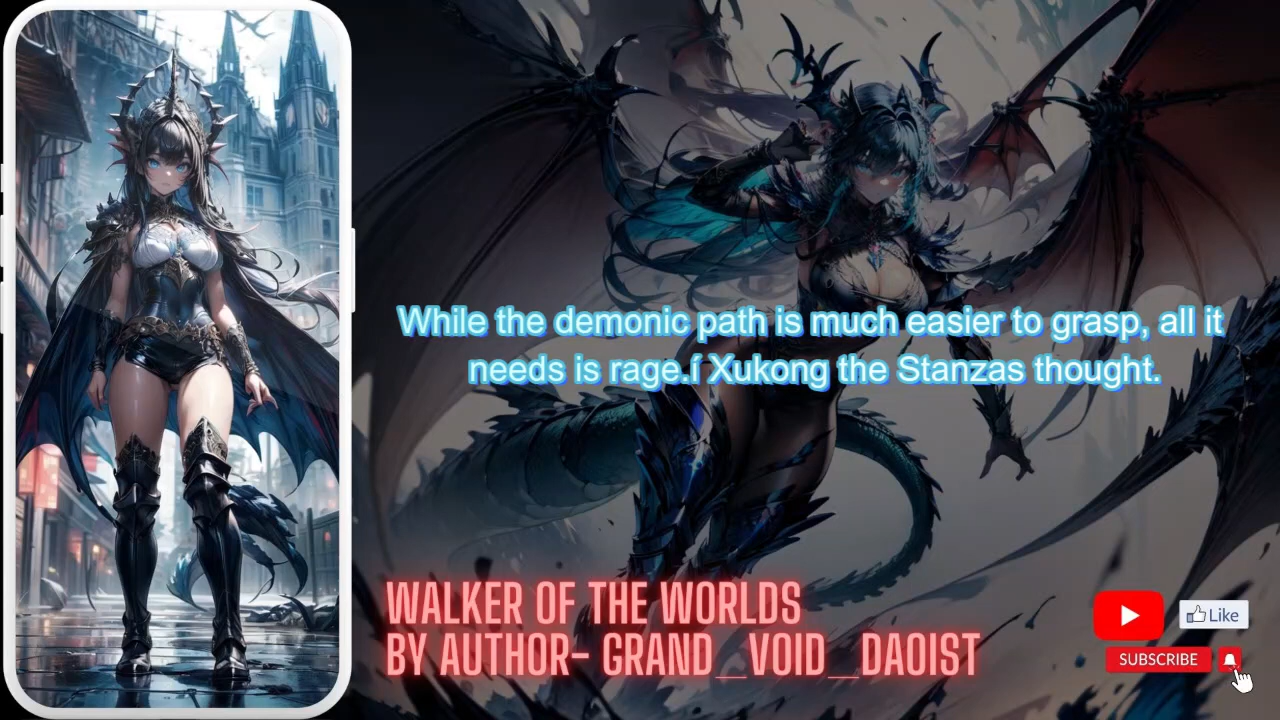 While the demonic path is much easier to grasp, all it
needs is rage.í Xukong the Stanzas thought.
WALKER OF THE WORLDS
BY AUTHOR- GRAND_VOID_DAOIST
Like
SUBSCRIBE